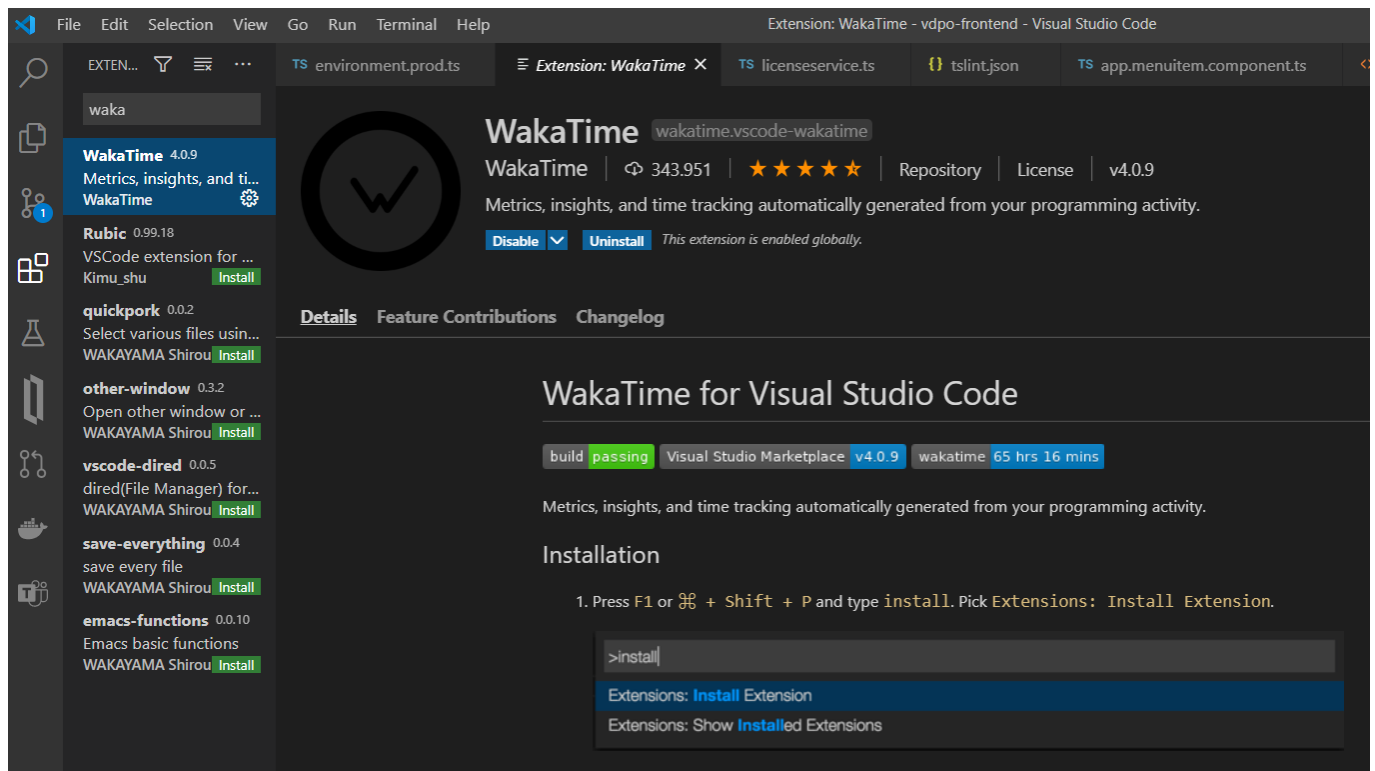 File Edit Selection View Go Run Terminal Help
Extension: WakaTime - vdpo-frontend - Visual Studio Code
EXTEN... ...
TS environment.prod.ts
Extension: WakaTime
TS licenseservice.ts
{} tslint.json
TS app.menuitem.component.ts
waka
WakaTime 4.0.9
Metrics, insights, and ti...
WakaTime
1
Rubic 0.99.18
VSCode extension for ...
Kimu_shu Install
quickpork 0.0.2
Select various files usin...
WAKAYAMA Shirou Install
other-window 0.3.2
Open other window or ...
WAKAYAMA Shirou Install
vscode-dired 0.0.5
dired(File Manager) for...
WAKAYAMA Shirou Install
save-everything 0.0.4
save every file
WAKAYAMA Shirou Install
emacs-functions 0.0.10
Emacs basic functions
WAKAYAMA Shirou Install
WakaTime wakatime.vscode-wakatime
WakaTime 343.951 Repository License v4.0.9
Metrics, insights, and time tracking automatically generated from your programming activity.
Disable Uninstall This extension is enabled globally.
Details Feature Contributions Changelog
WakaTime for Visual Studio Code
build passing Visual Studio Marketplace v4.0.9 wakatime 65 hrs 16 mins
Metrics, insights, and time tracking automatically generated from your programming activity.
Installation
1. Press F1 or ⌘ + Shift + P and type install. Pick Extensions: Install Extension.
>install
Extensions: Install Extension
Extensions: Show Installed Extensions